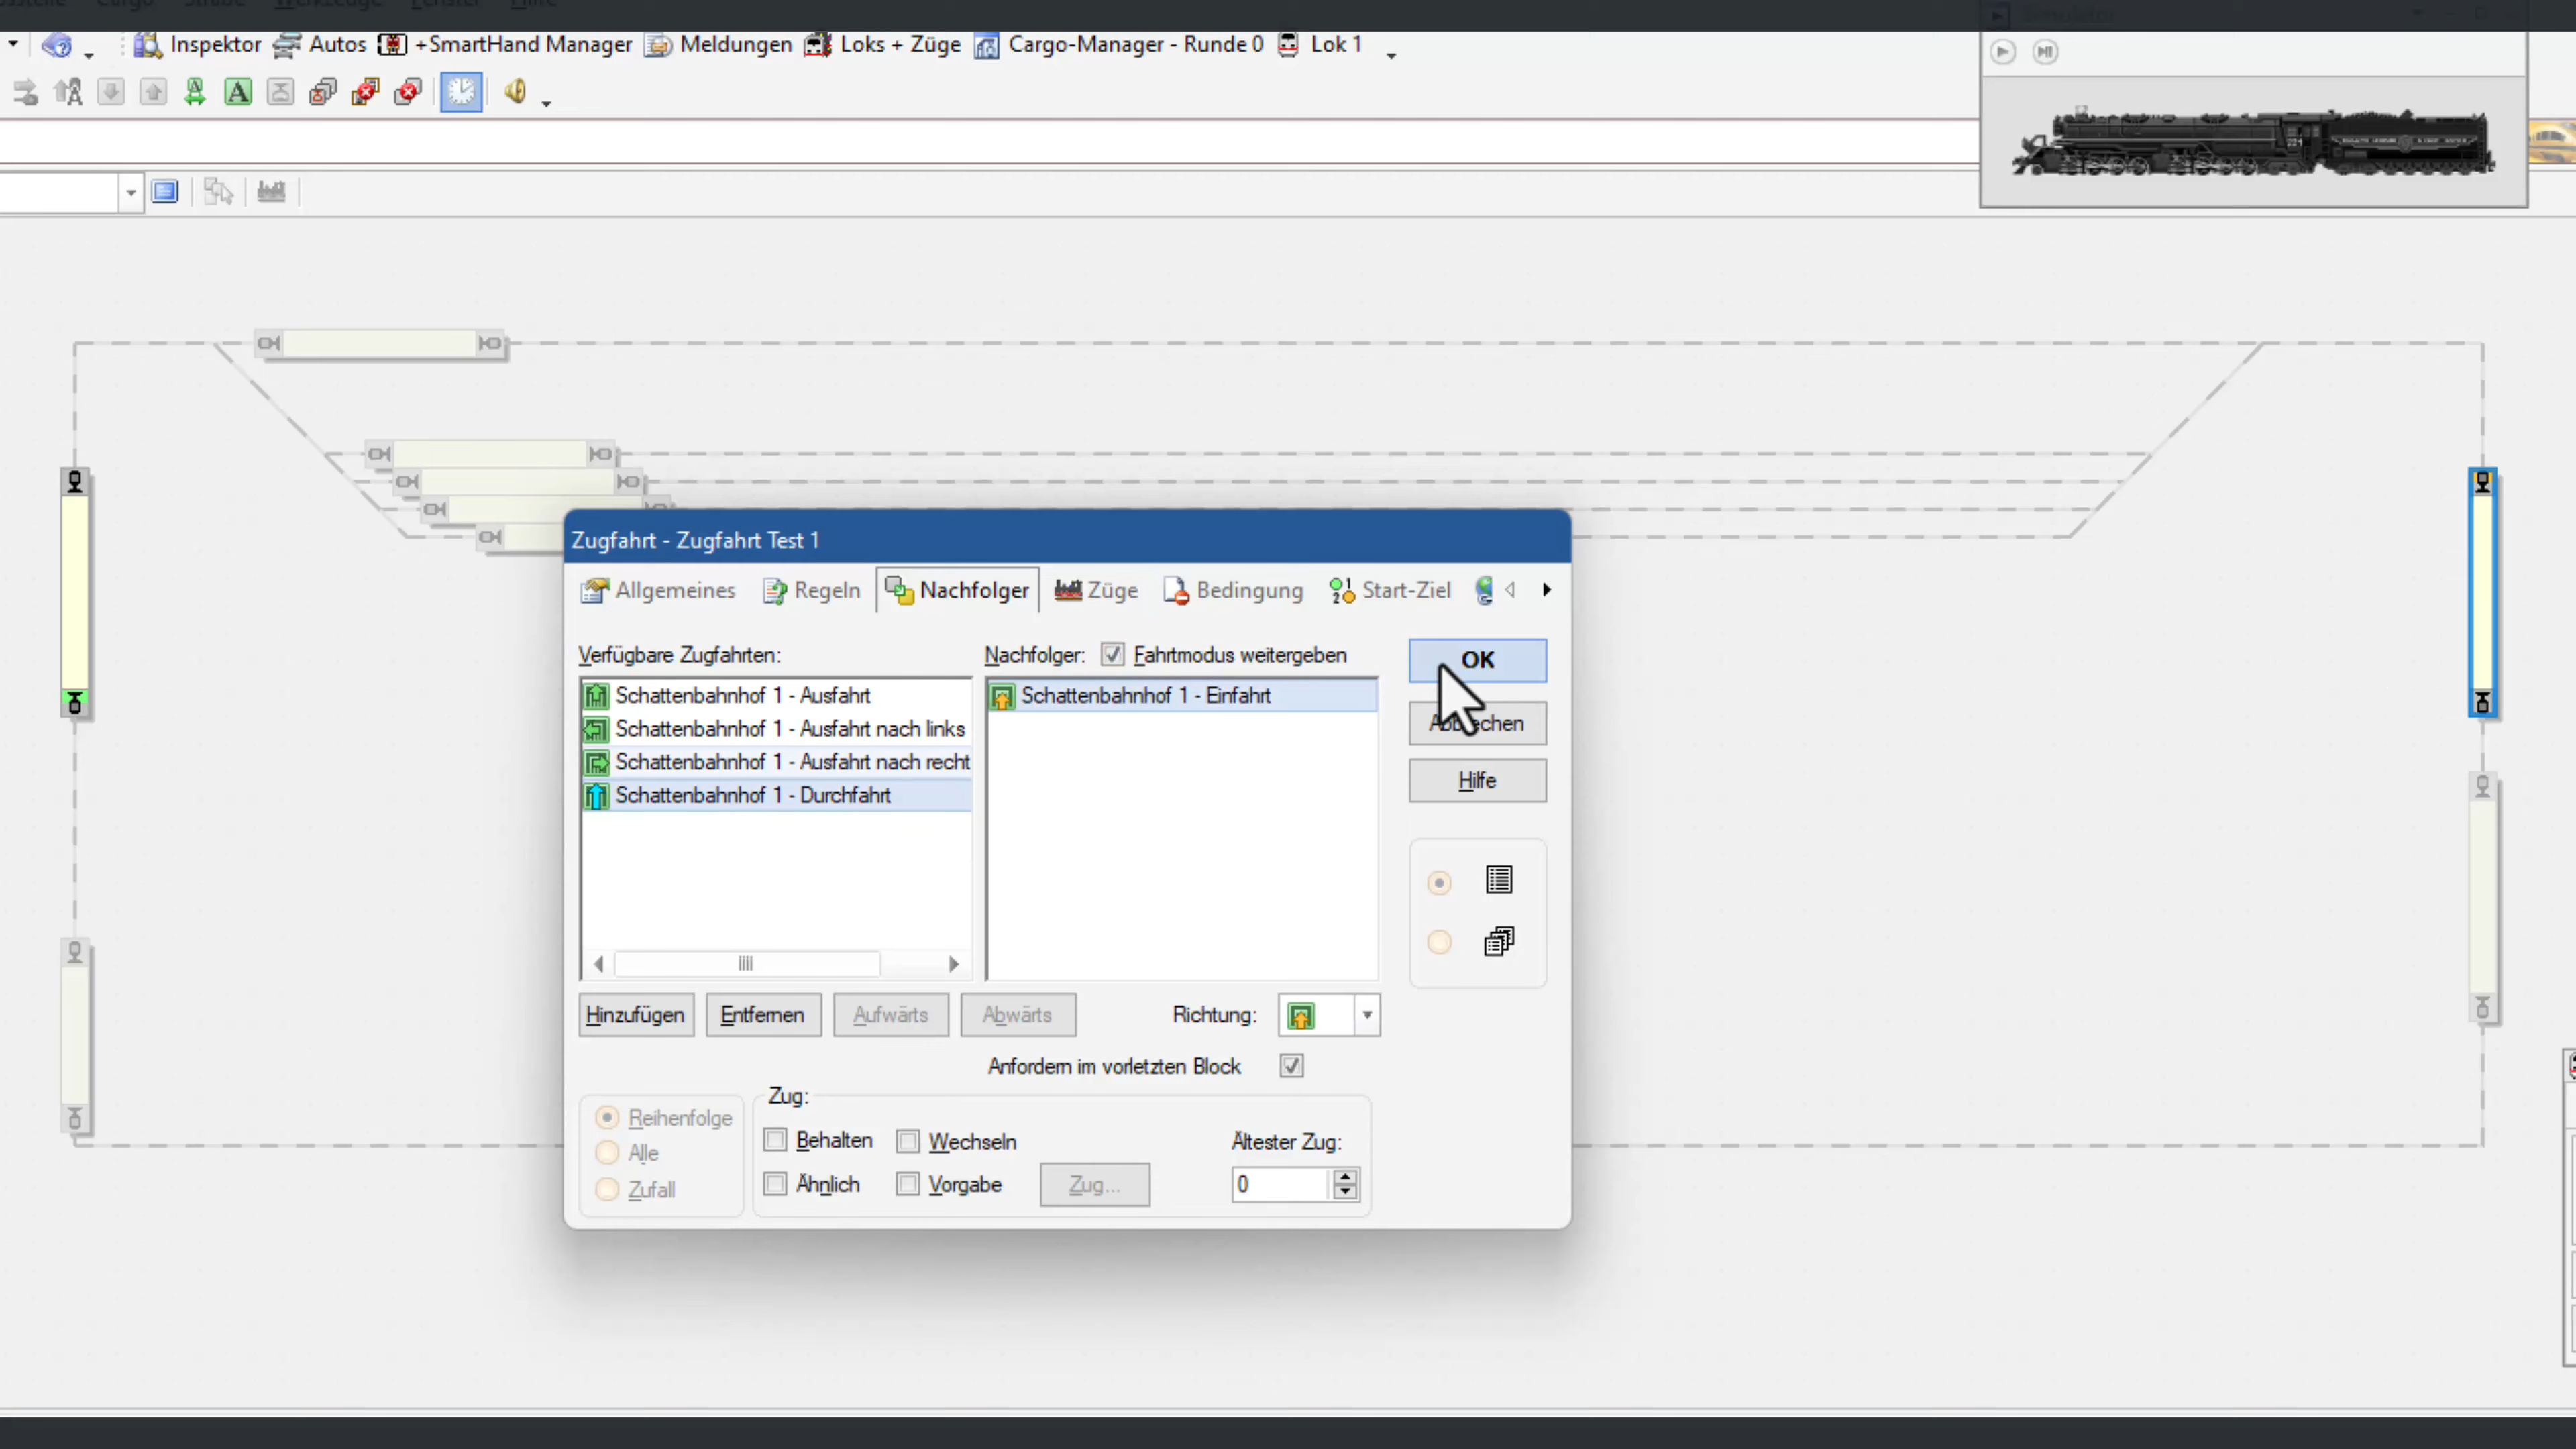 Inspektor Autos +SmartHand Manager Meldungen Loks + Züge Cargo-Manager - Runde 0 Lok 1
Zugfahrt - Zugfahrt Test 1
Allgemeines Regeln Nachfolger Züge Bedingung Start-Ziel
Verfügbare Zugfahrten: Nachfolger: Fahrtmodus weitergeben
Schattenbahnhof 1 - Ausfahrt
Schattenbahnhof 1 - Ausfahrt nach links
Schattenbahnhof 1 - Ausfahrt nach recht
Schattenbahnhof 1 - Durchfahrt
Schattenbahnhof 1 - Einfahrt
OK
Hilfe
Hinzufügen Entfernen Aufwärts Abwärts Richtung:
Anfordern im vorletzten Block
Reihenfolge
Alle
Zufall
Zug:
Behalten Wechseln Ältester Zug:
Ähnlich Vorgabe Zug... 0